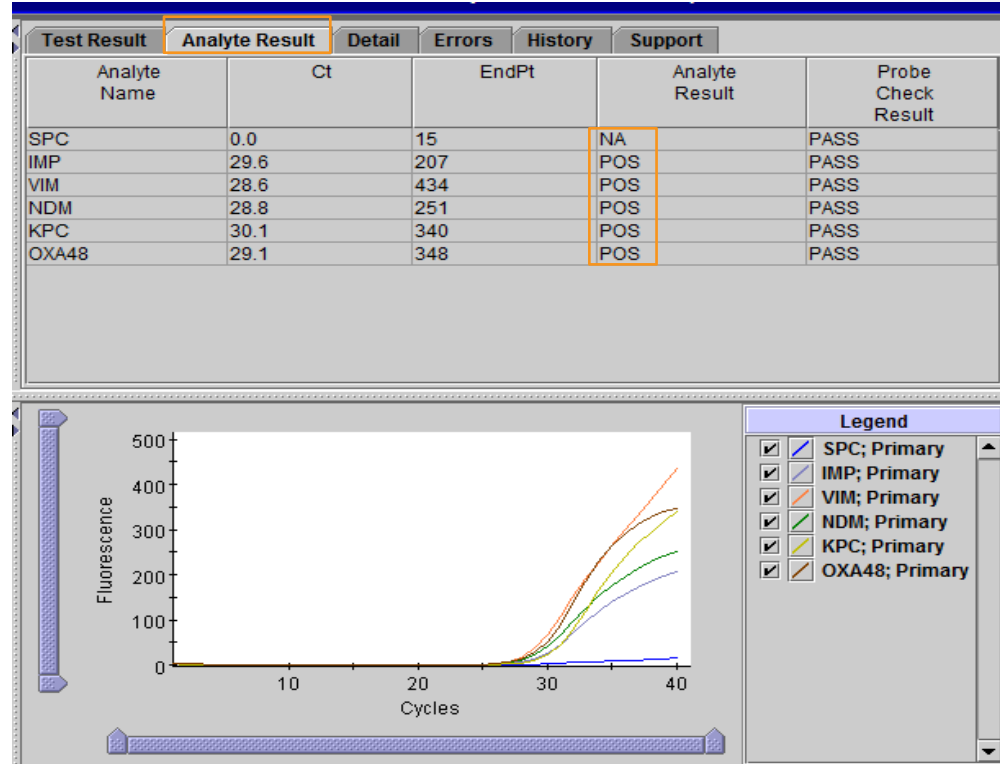 Test Result Analyte Result Detail Errors History Support
Analyte Name Ct EndPt Analyte Result Probe Check Result
SPC 0.0 15 NA PASS
IMP 29.6 207 POS PASS
VIM 28.6 434 POS PASS
NDM 28.8 251 POS PASS
KPC 30.1 340 POS PASS
OXA48 29.1 348 POS PASS
500
400
300
200
100
0
Fluorescence
10 20 30 40
Cycles
Legend
SPC; Primary
IMP; Primary
VIM; Primary
NDM; Primary
KPC; Primary
OXA48; Primary